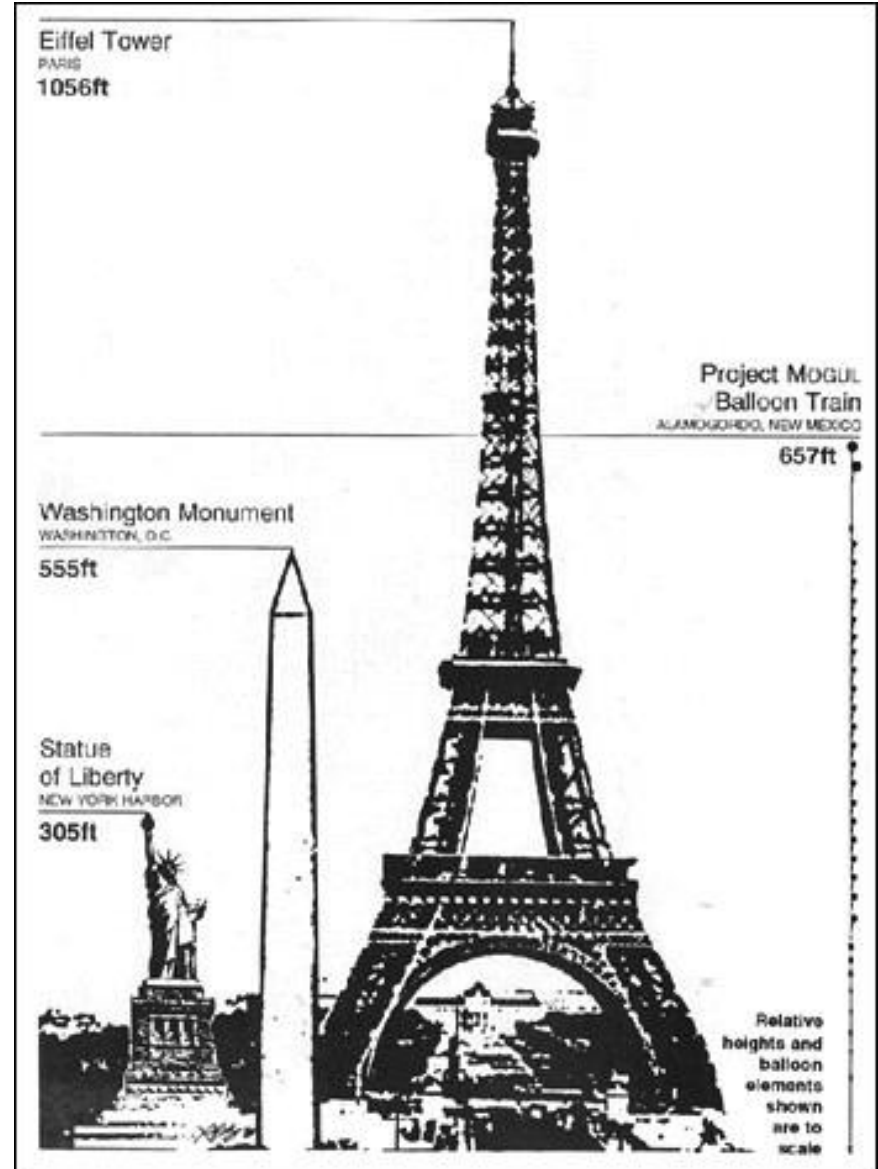 Eiffel Tower
PARIS
1056ft
Project MOGUL
Balloon Train
ALAMOGORDO, NEW MEXICO
657ft
Washington Monument
WASHINGTON, D.C.
555ft
Statue
of Liberty
NEW YORK HARBOR
305ft
Relative
heights and
balloon
elements
shown
are to
scale